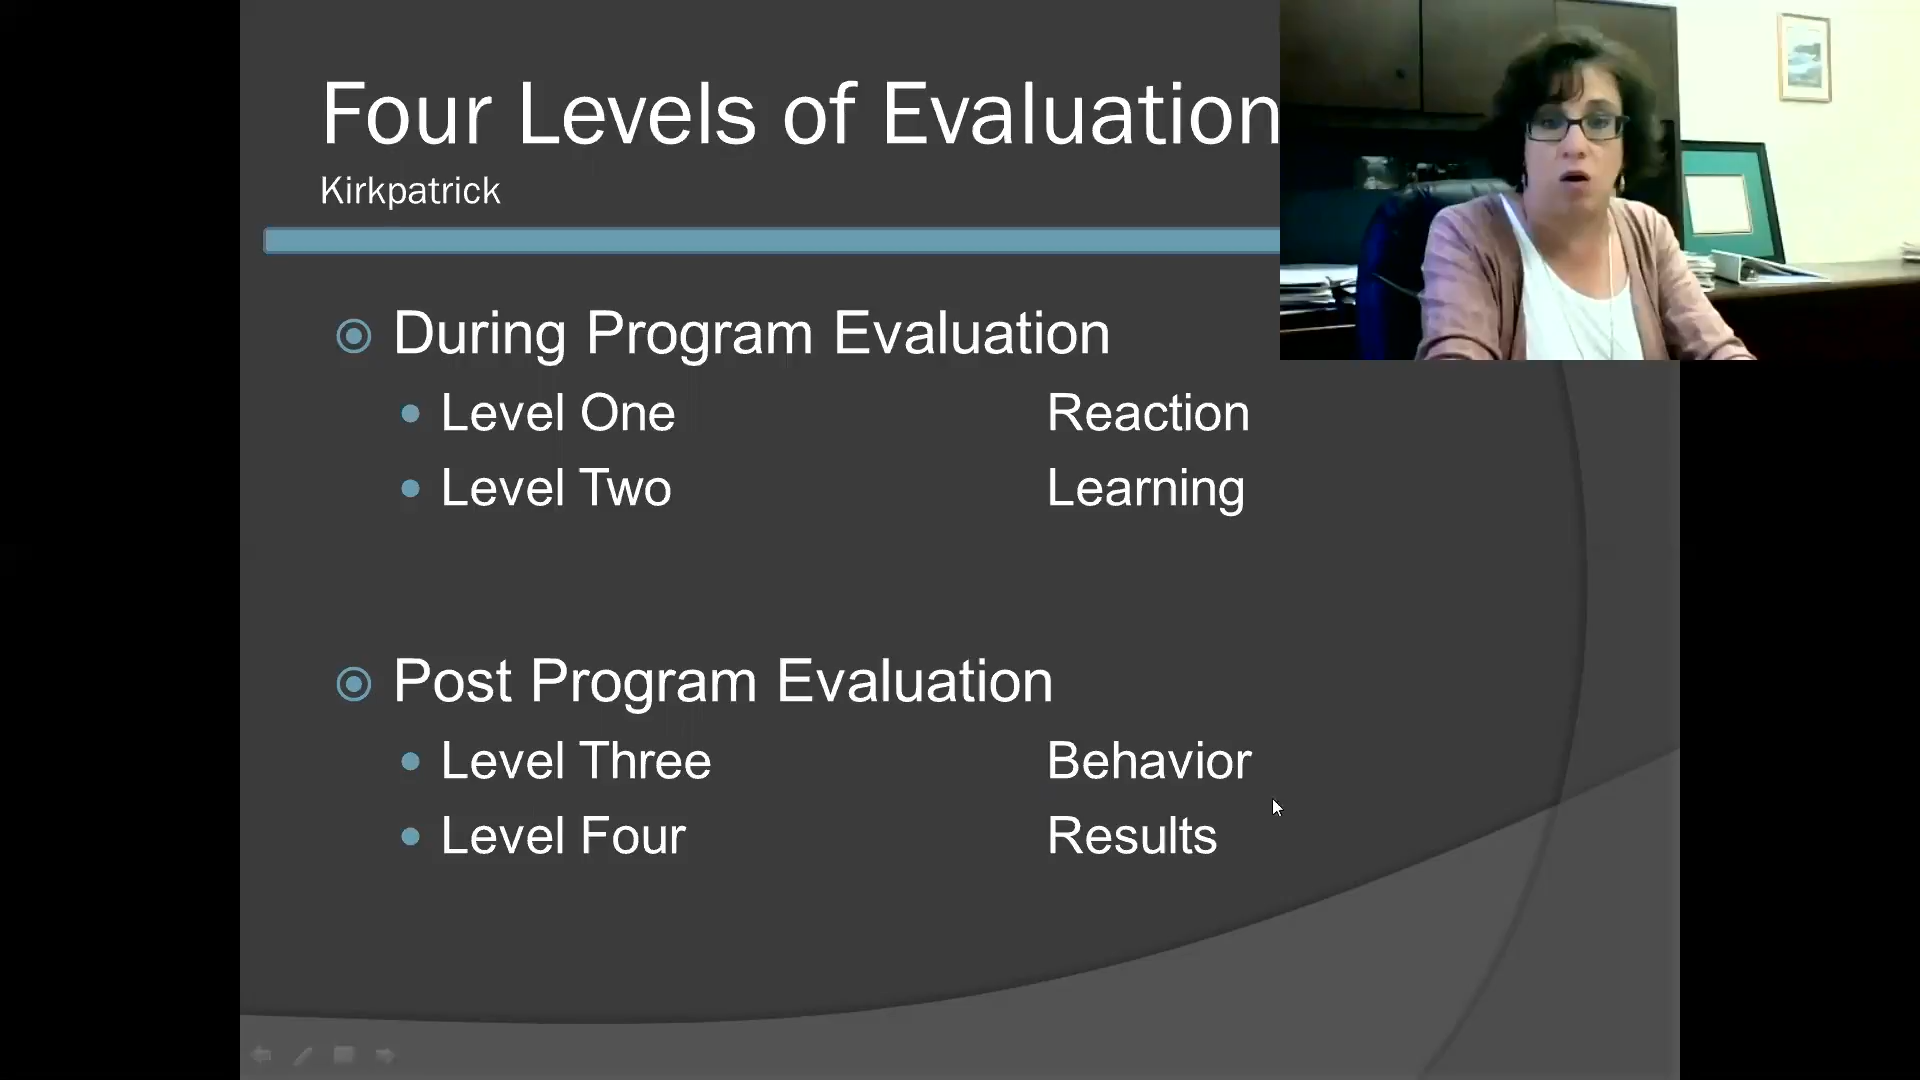 Four Levels of Evaluation
Kirkpatrick
During Program Evaluation
Level One Reaction
Level Two Learning
Post Program Evaluation
Level Three Behavior
Level Four Results